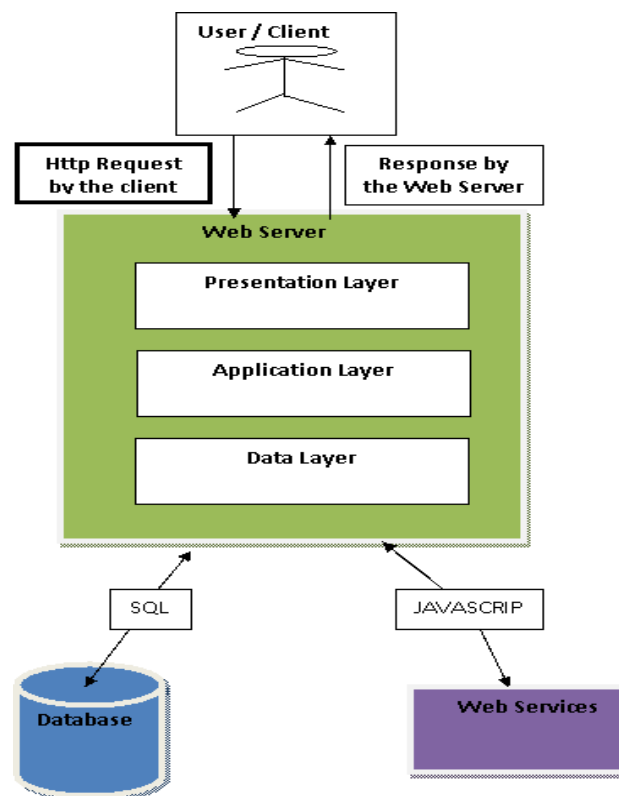 User / Client
Http Request
by the client
Response by
the Web Server
Web Server
Presentation Layer
Application Layer
Data Layer
SQL
JAVASCRIP
Database
Web Services